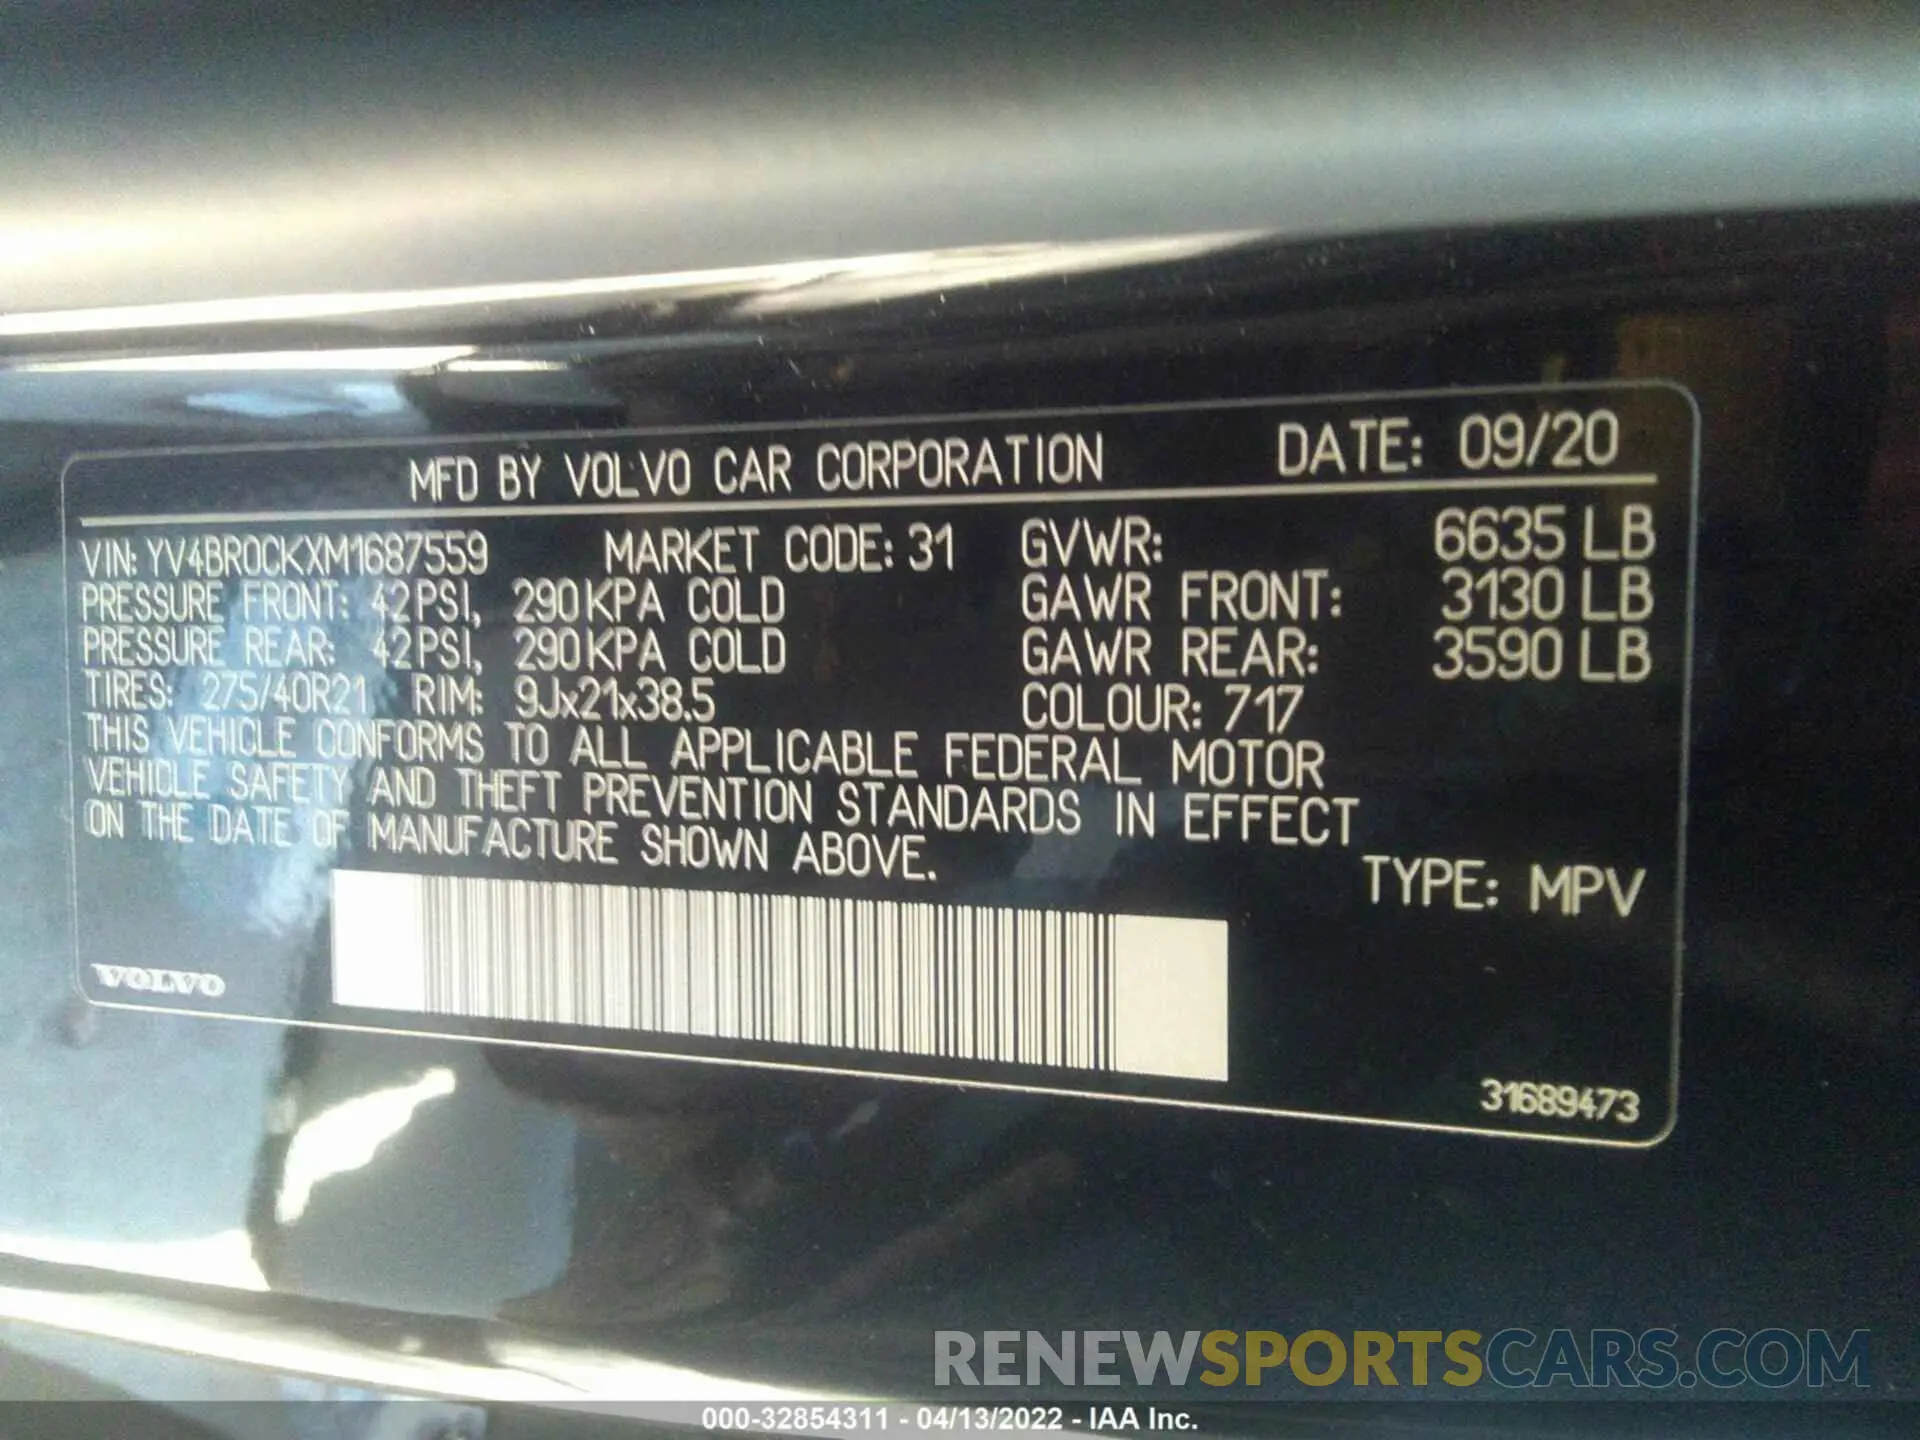 MFD BY VOLVO CAR CORPORATION DATE: 09/20
VIN: YV4BR0CKXM1687559 MARKET CODE: 31 GVWR: 6635 LB
PRESSURE FRONT: 42PSI, 290KPA COLD GAWR FRONT: 3130 LB
PRESSURE REAR: 42PSI, 290KPA COLD GAWR REAR: 3590 LB
TIRES: 275/40R21 RIM: 9Jx21x38.5 COLOUR: 717
THIS VEHICLE CONFORMS TO ALL APPLICABLE FEDERAL MOTOR
VEHICLE SAFETY AND THEFT PREVENTION STANDARDS IN EFFECT
ON THE DATE OF MANUFACTURE SHOWN ABOVE.
TYPE: MPV
VOLVO
31689473
RENEWSPORTSCARS.COM
000-32854311 - 04/13/2022 - IAA Inc.